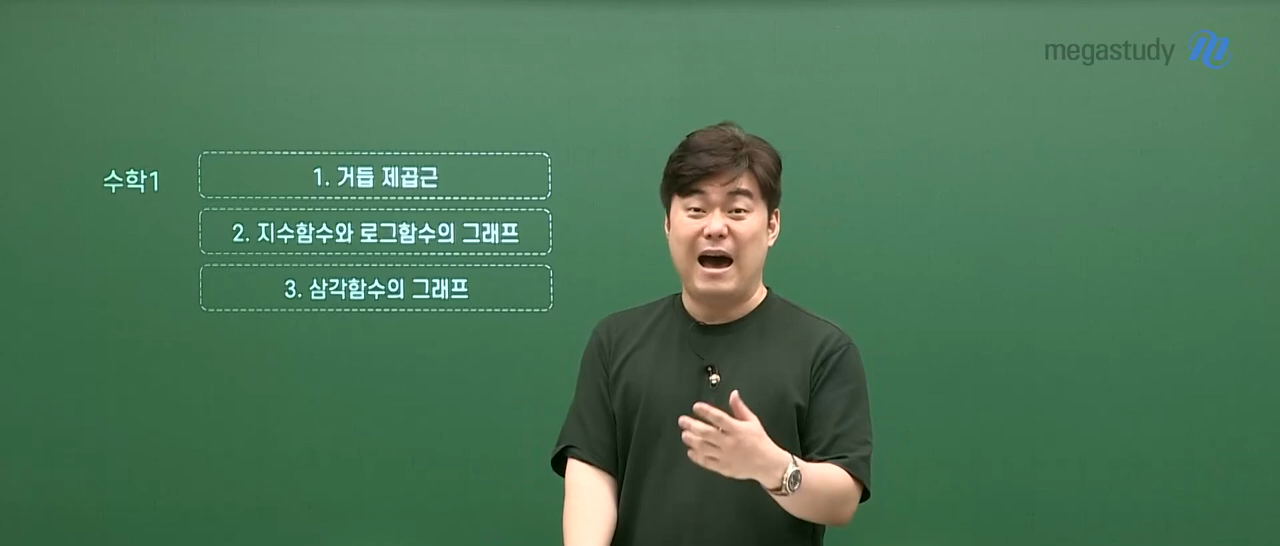 megastudy
수학1
1. 거듭 제곱근
2. 지수함수와 로그함수의 그래프
3. 삼각함수의 그래프